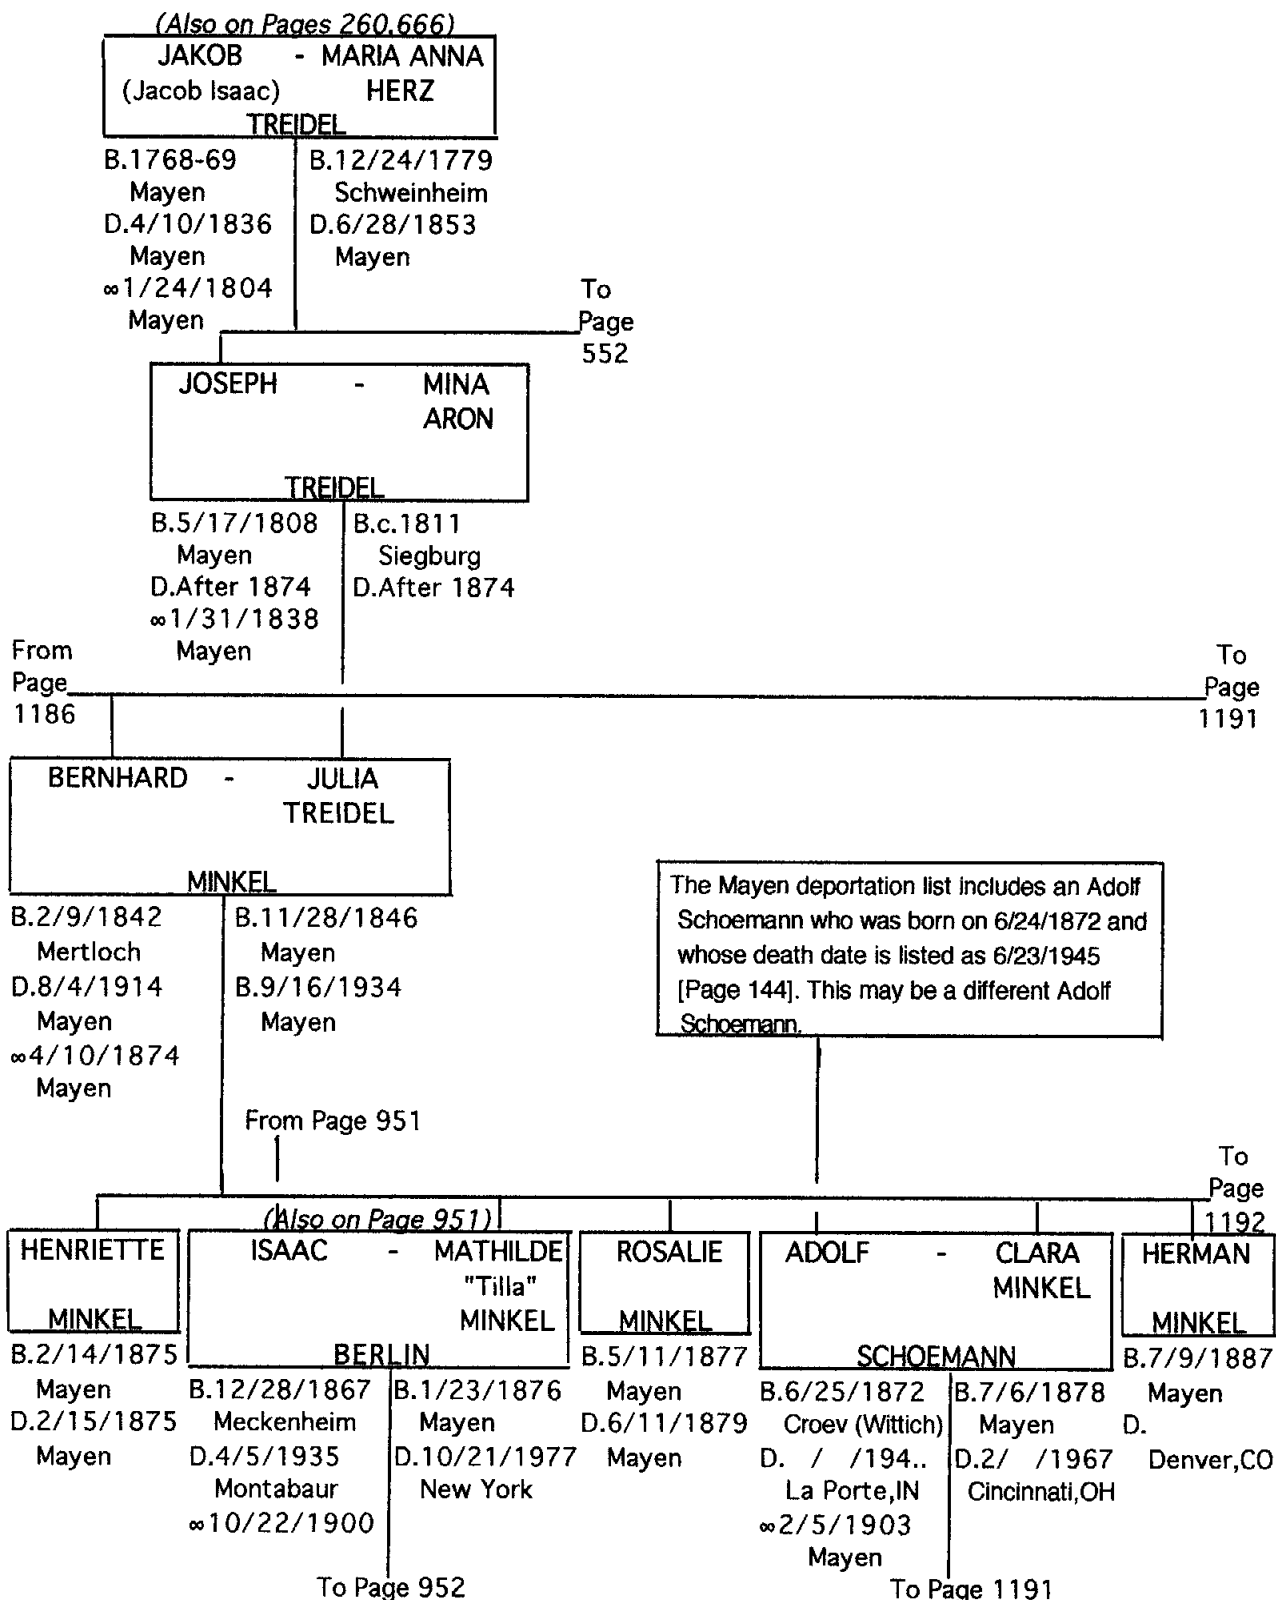 (Also on Pages 260,666)
JAKOB - MARIA ANNA
(Jacob Isaac) HERZ
TREIDEL
B.1768-69 B.12/24/1779
Mayen Schweinheim
D.4/10/1836 D.6/28/1853
Mayen Mayen
∞1/24/1804
Mayen
To
Page
552
JOSEPH - MINA
ARON
TREIDEL
B.5/17/1808 B.c.1811
Mayen Siegburg
D.After 1874 D.After 1874
∞1/31/1838
Mayen
From
Page
1186
To
Page
1191
BERNHARD - JULIA
TREIDEL
MINKEL
B.2/9/1842 B.11/28/1846
Mertloch Mayen
D.8/4/1914 B.9/16/1934
Mayen Mayen
∞4/10/1874
Mayen
The Mayen deportation list includes an Adolf
Schoemann who was born on 6/24/1872 and
whose death date is listed as 6/23/1945
[Page 144]. This may be a different Adolf
Schoemann.
From Page 951
To
Page
1192
HENRIETTE
MINKEL
B.2/14/1875
Mayen
D.2/15/1875
Mayen
(Also on Page 951)
ISAAC - MATHILDE
"Tilla"
MINKEL
BERLIN
B.12/28/1867 B.1/23/1876
Meckenheim Mayen
D.4/5/1935 D.10/21/1977
Montabaur New York
∞10/22/1900
To Page 952
ROSALIE
MINKEL
B.5/11/1877
Mayen
D.6/11/1879
Mayen
ADOLF - CLARA
MINKEL
SCHOEMANN
B.6/25/1872 B.7/6/1878
Croev (Wittich) Mayen
D. / /194.. D.2/ /1967
La Porte,IN Cincinnati,OH
∞2/5/1903
Mayen
To Page 1191
HERMAN
MINKEL
B.7/9/1887
Mayen
D.
Denver,CO